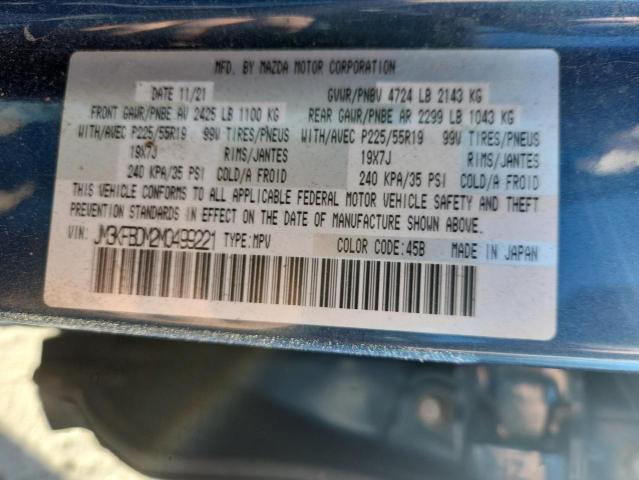 MFD. BY MAZDA MOTOR CORPORATION
DATE 11/21 GVWR/PNBV 4724 LB 2143 KG
FRONT GAWR/PNBE AV 2425 LB 1100 KG REAR GAWR/PNBE AR 2299 LB 1043 KG
WITH/AVEC P225/55R19 99V TIRES/PNEUS WITH/AVEC P225/55R19 99V TIRES/PNEUS
19X7J RIMS/JANTES 19X7J RIMS/JANTES
240 KPA/35 PSI COLD/A FROID 240 KPA/35 PSI COLD/A FROID
THIS VEHICLE CONFORMS TO ALL APPLICABLE FEDERAL MOTOR VEHICLE SAFETY AND THEFT
PREVENTION STANDARDS IN EFFECT ON THE DATE OF MANUFACTURE SHOWN ABOVE.
VIN: JM3KFBDM2M0499221 TYPE:MPV COLOR CODE:45B MADE IN JAPAN